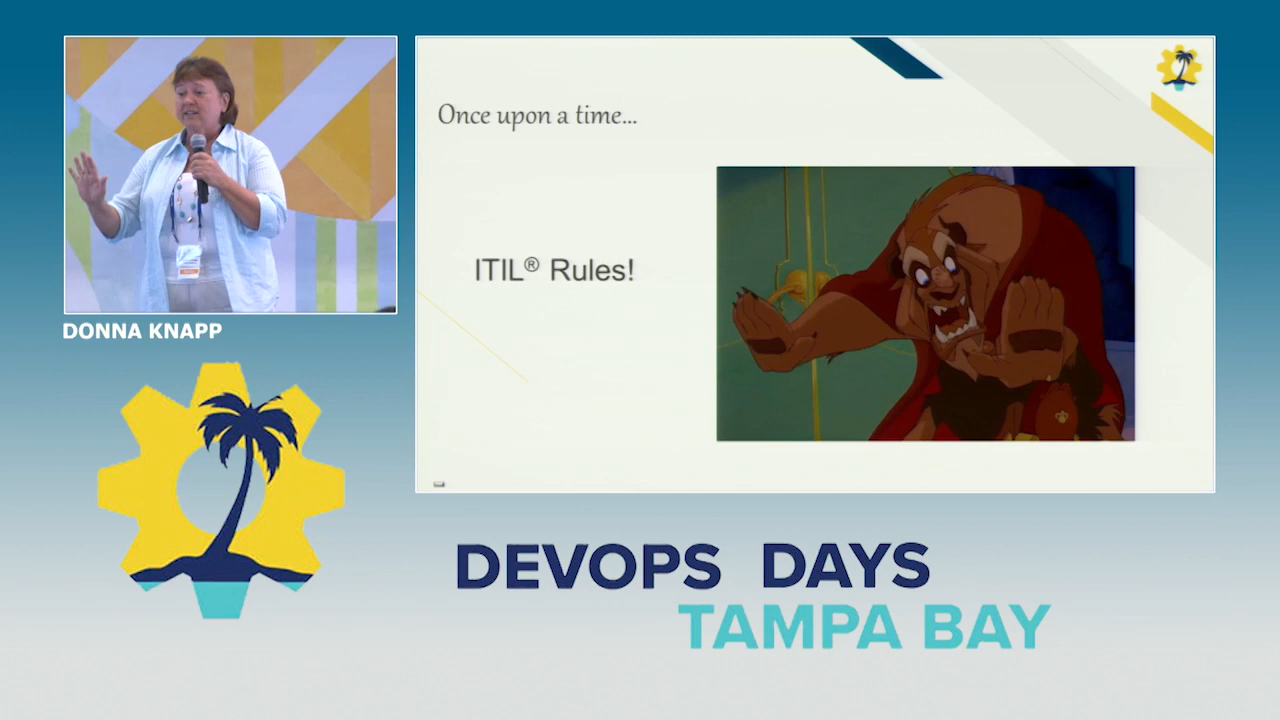 Once upon a time...
ITIL® Rules!
DONNA KNAPP
DEVOPS DAYS
TAMPA BAY